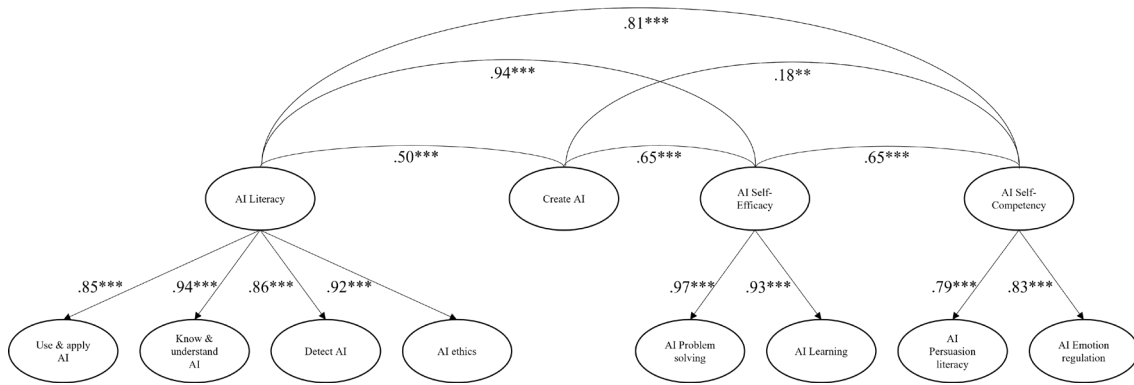 .81***
.94***
.18**
.50***
.65***
.65***
AI Literacy
Create AI
AI Self-
Efficacy
AI Self-
Competency
.85***
.94***
.86***
.92***
.97***
.93***
.79***
.83***
Use & apply
AI
Know &
understand
AI
Detect AI
AI ethics
AI Problem
solving
AI Learning
AI
Persuasion
literacy
AI Emotion
regulation